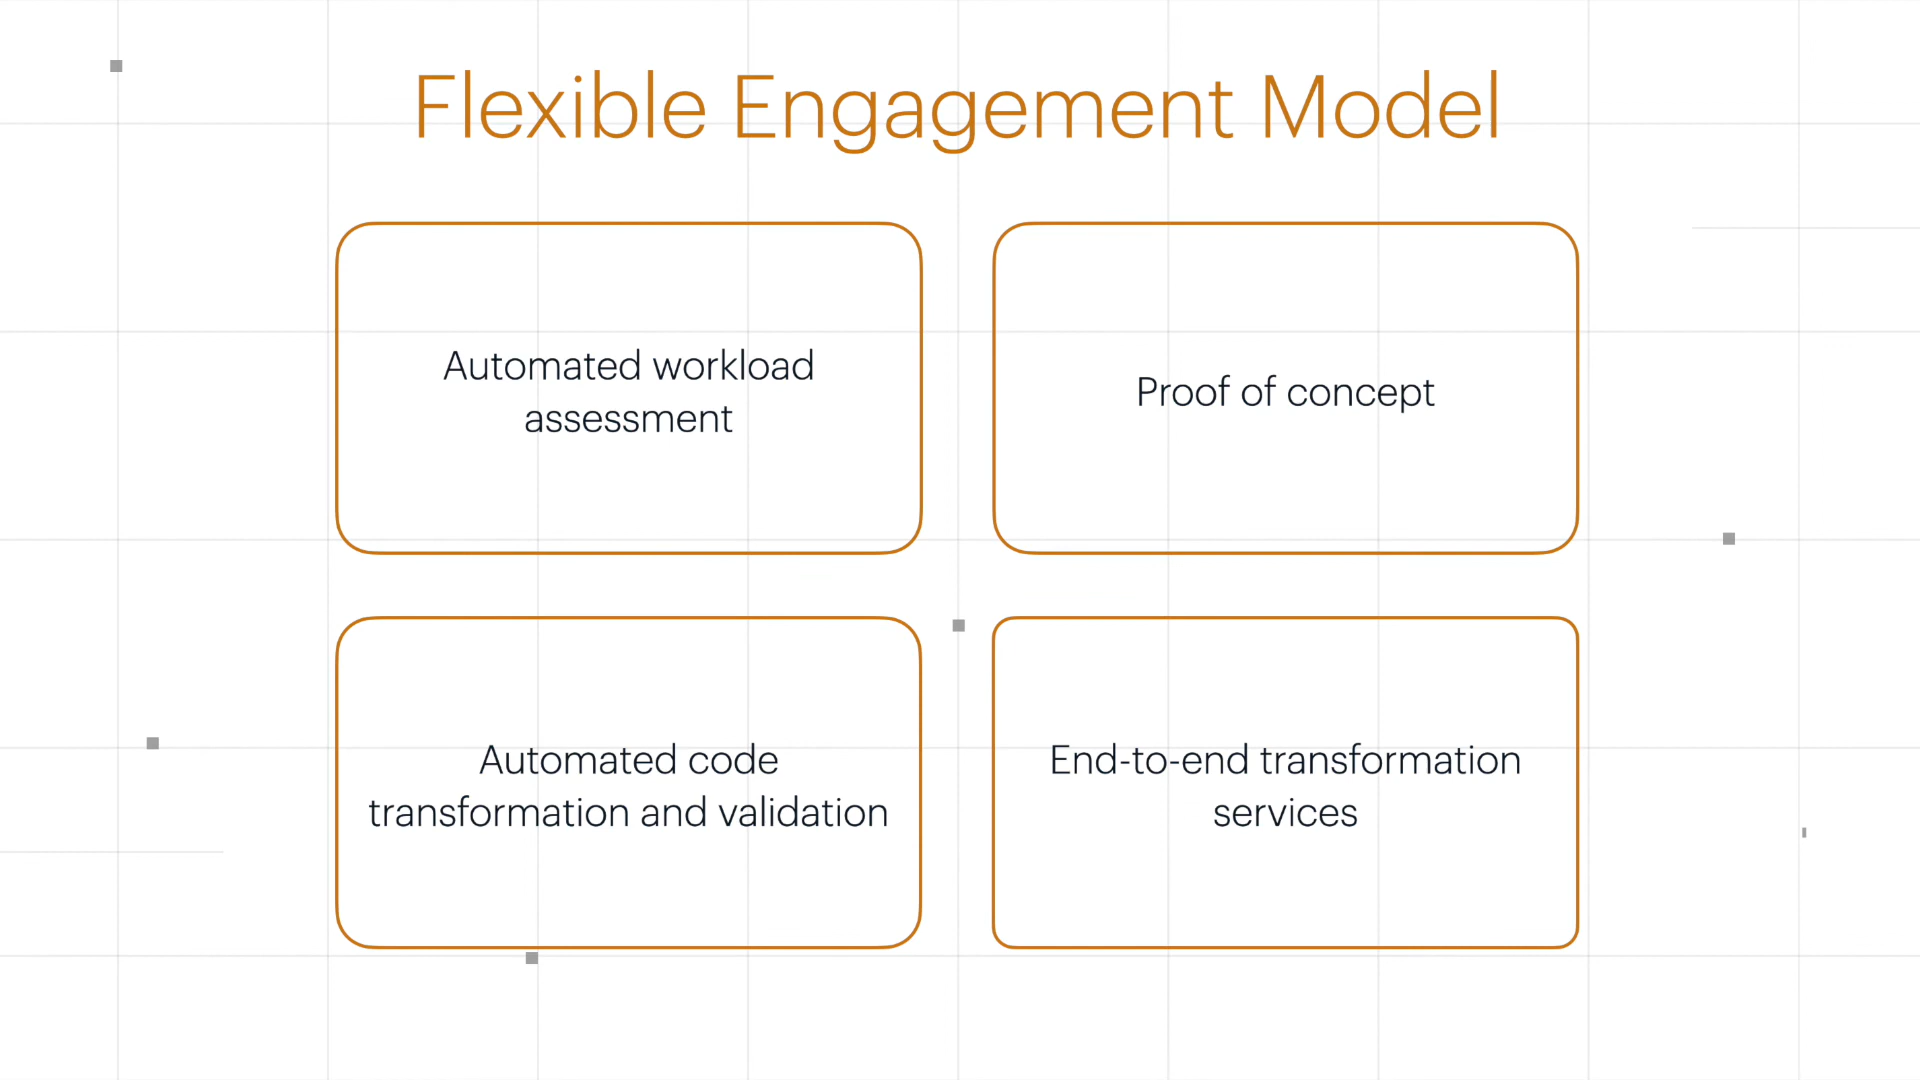 Flexible Engagement Model
Automated workload
assessment
Proof of concept
Automated code
transformation and validation
End-to-end transformation
services